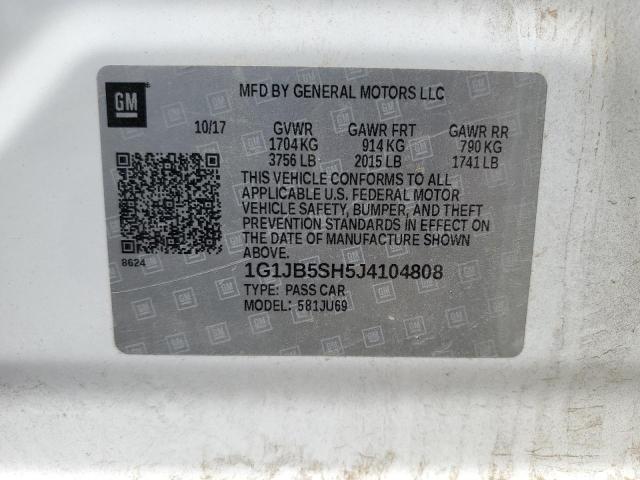 GM
MFD BY GENERAL MOTORS LLC
10/17 GVWR GAWR FRT GAWR RR
1704 KG 914 KG 790 KG
3756 LB 2015 LB 1741 LB
THIS VEHICLE CONFORMS TO ALL
APPLICABLE U.S. FEDERAL MOTOR
VEHICLE SAFETY, BUMPER, AND THEFT
PREVENTION STANDARDS IN EFFECT ON
THE DATE OF MANUFACTURE SHOWN
ABOVE.
8624
1G1JB5SH5J4104808
TYPE: PASS CAR
MODEL: 581JU69